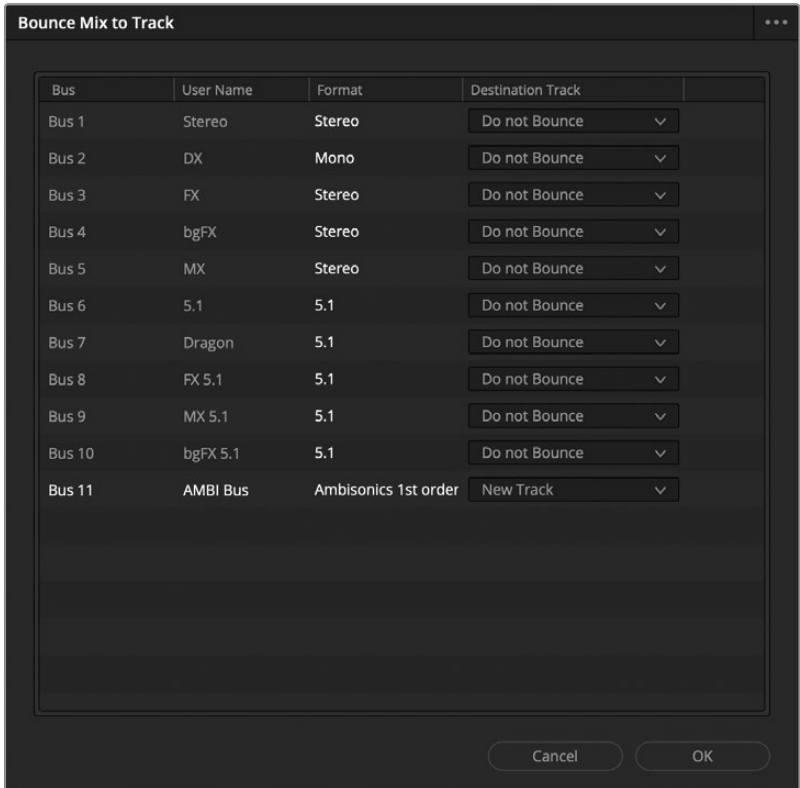 Bounce Mix to Track
Bus User Name Format Destination Track
Bus 1 Stereo Stereo Do not Bounce
Bus 2 DX Mono Do not Bounce
Bus 3 FX Stereo Do not Bounce
Bus 4 bgFX Stereo Do not Bounce
Bus 5 MX Stereo Do not Bounce
Bus 6 5.1 5.1 Do not Bounce
Bus 7 Dragon 5.1 Do not Bounce
Bus 8 FX 5.1 5.1 Do not Bounce
Bus 9 MX 5.1 5.1 Do not Bounce
Bus 10 bgFX 5.1 5.1 Do not Bounce
Bus 11 AMBI Bus Ambisonics 1st order New Track
Cancel OK